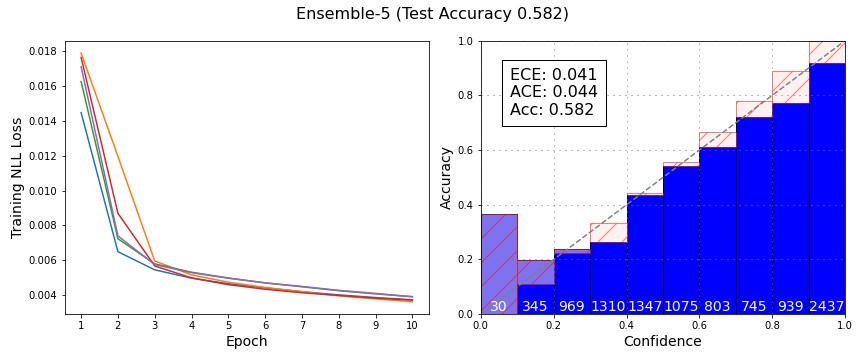 Ensemble-5 (Test Accuracy 0.582)
Training NLL Loss
0.018
0.016
0.014
0.012
0.010
0.008
0.006
0.004
1 2 3 4 5 6 7 8 9 10
Epoch
Accuracy
1.0
0.8
0.6
0.4
0.2
0.0
ECE: 0.041
ACE: 0.044
Acc: 0.582
30 345 969 1310 1347 1075 803 745 939 2437
0.0 0.2 0.4 0.6 0.8 1.0
Confidence